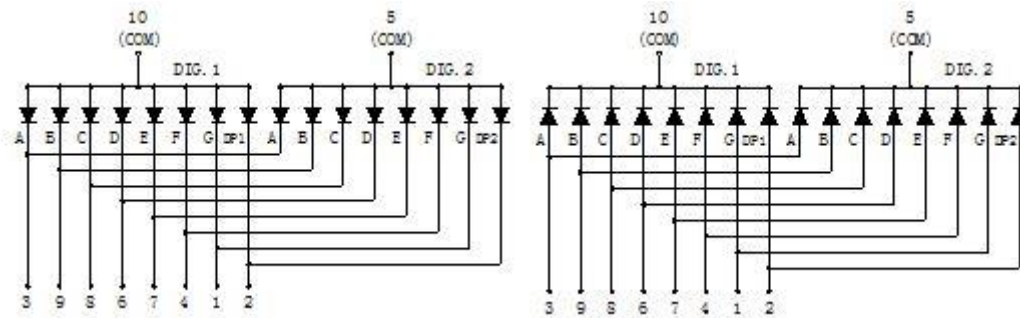 10 5 10 5
(COM) (COM) (COM) (COM)
DIG.1 DIG.2 DIG.1 DIG.2
A B C D E F G DP1 A B C D E F G DP2 A B C D E F G DP1 A B C D E F G DP2
3 9 8 6 7 4 1 2 3 9 8 6 7 4 1 2